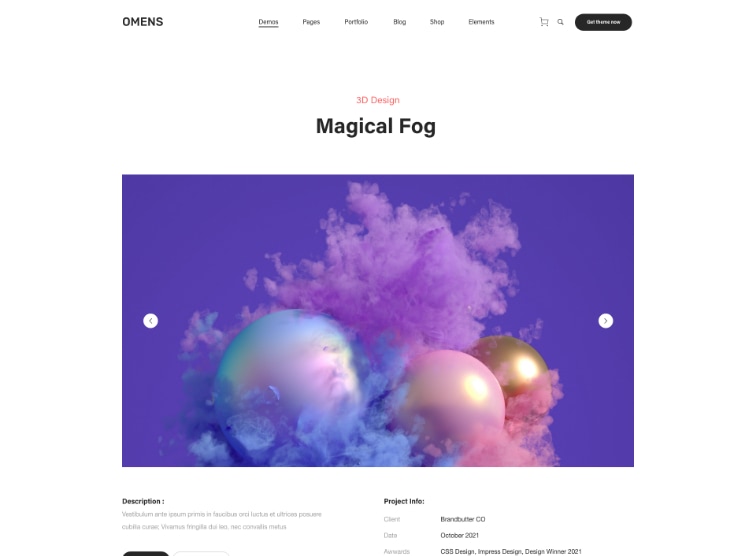 OMENS
Demos Pages Portfolio Blog Shop Elements Get theme now
3D Design
Magical Fog
Description :
Vestibulum ante ipsum primis in faucibus orci luctus et ultrices posuere
cubilia curae; Vivamus fringilla dui leo, nec convallis metus
Project Info:
Client Brandbutter CO
Date October 2021
Awwards CSS Design, Impress Design, Design Winner 2021